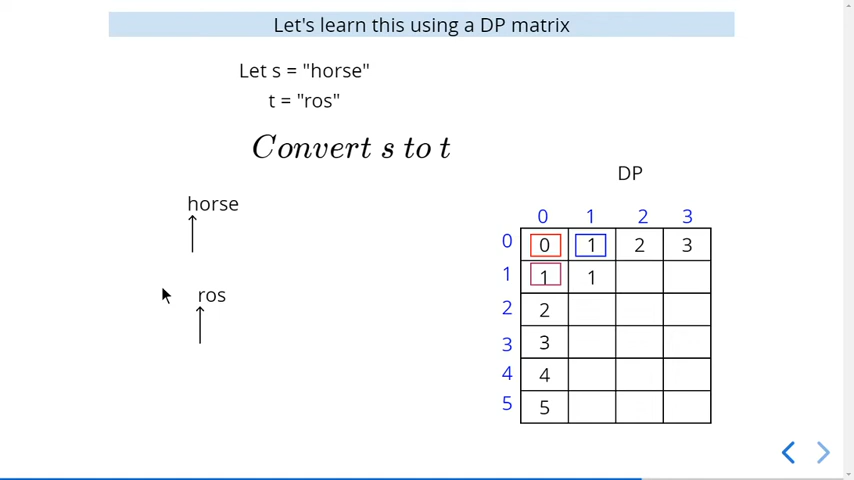 Let's learn this using a DP matrix
Let s = "horse"
t = "ros"
Convert s to t
horse
ros
DP
0 1 2 3
0 0 1 2 3
1 1 1
2 2
3 3
4 4
5 5